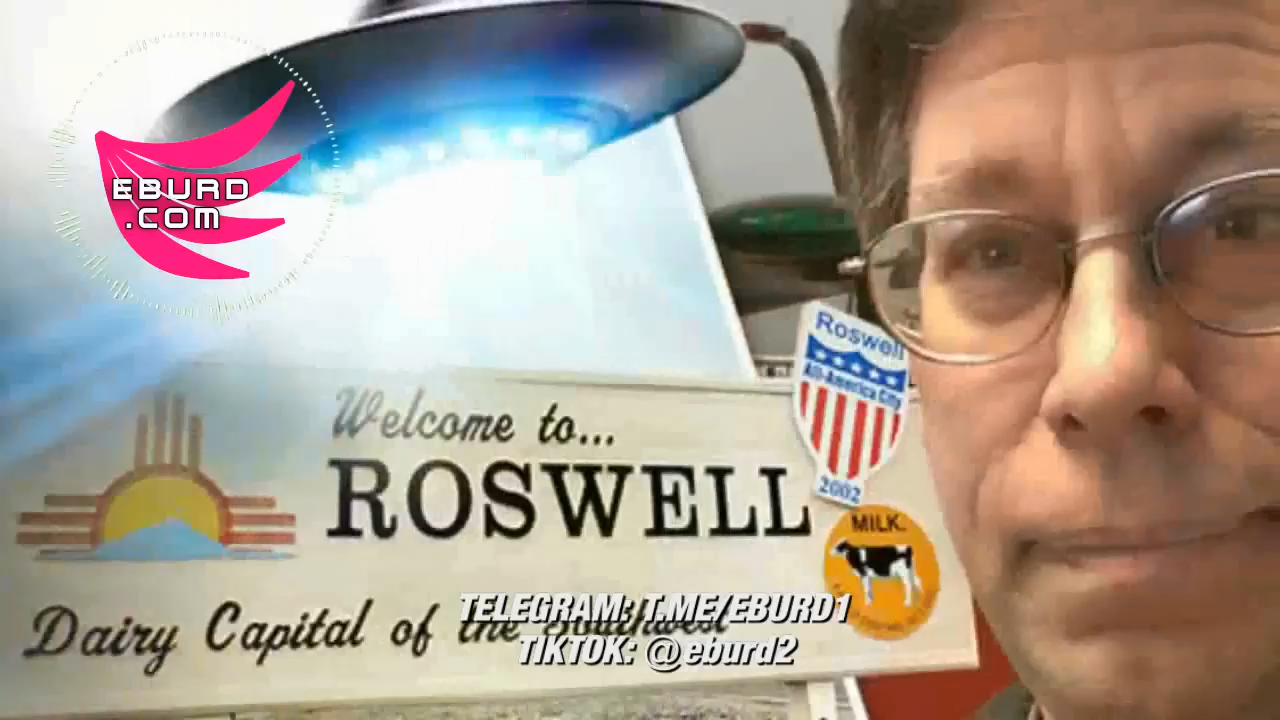 EBURD
.COM
Welcome to...
ROSWELL
Dairy Capital of the Southwest
Roswell
All-America City
2002
MILK
TELEGRAM: T.ME/EBURD1
TIKTOK: @eburd2